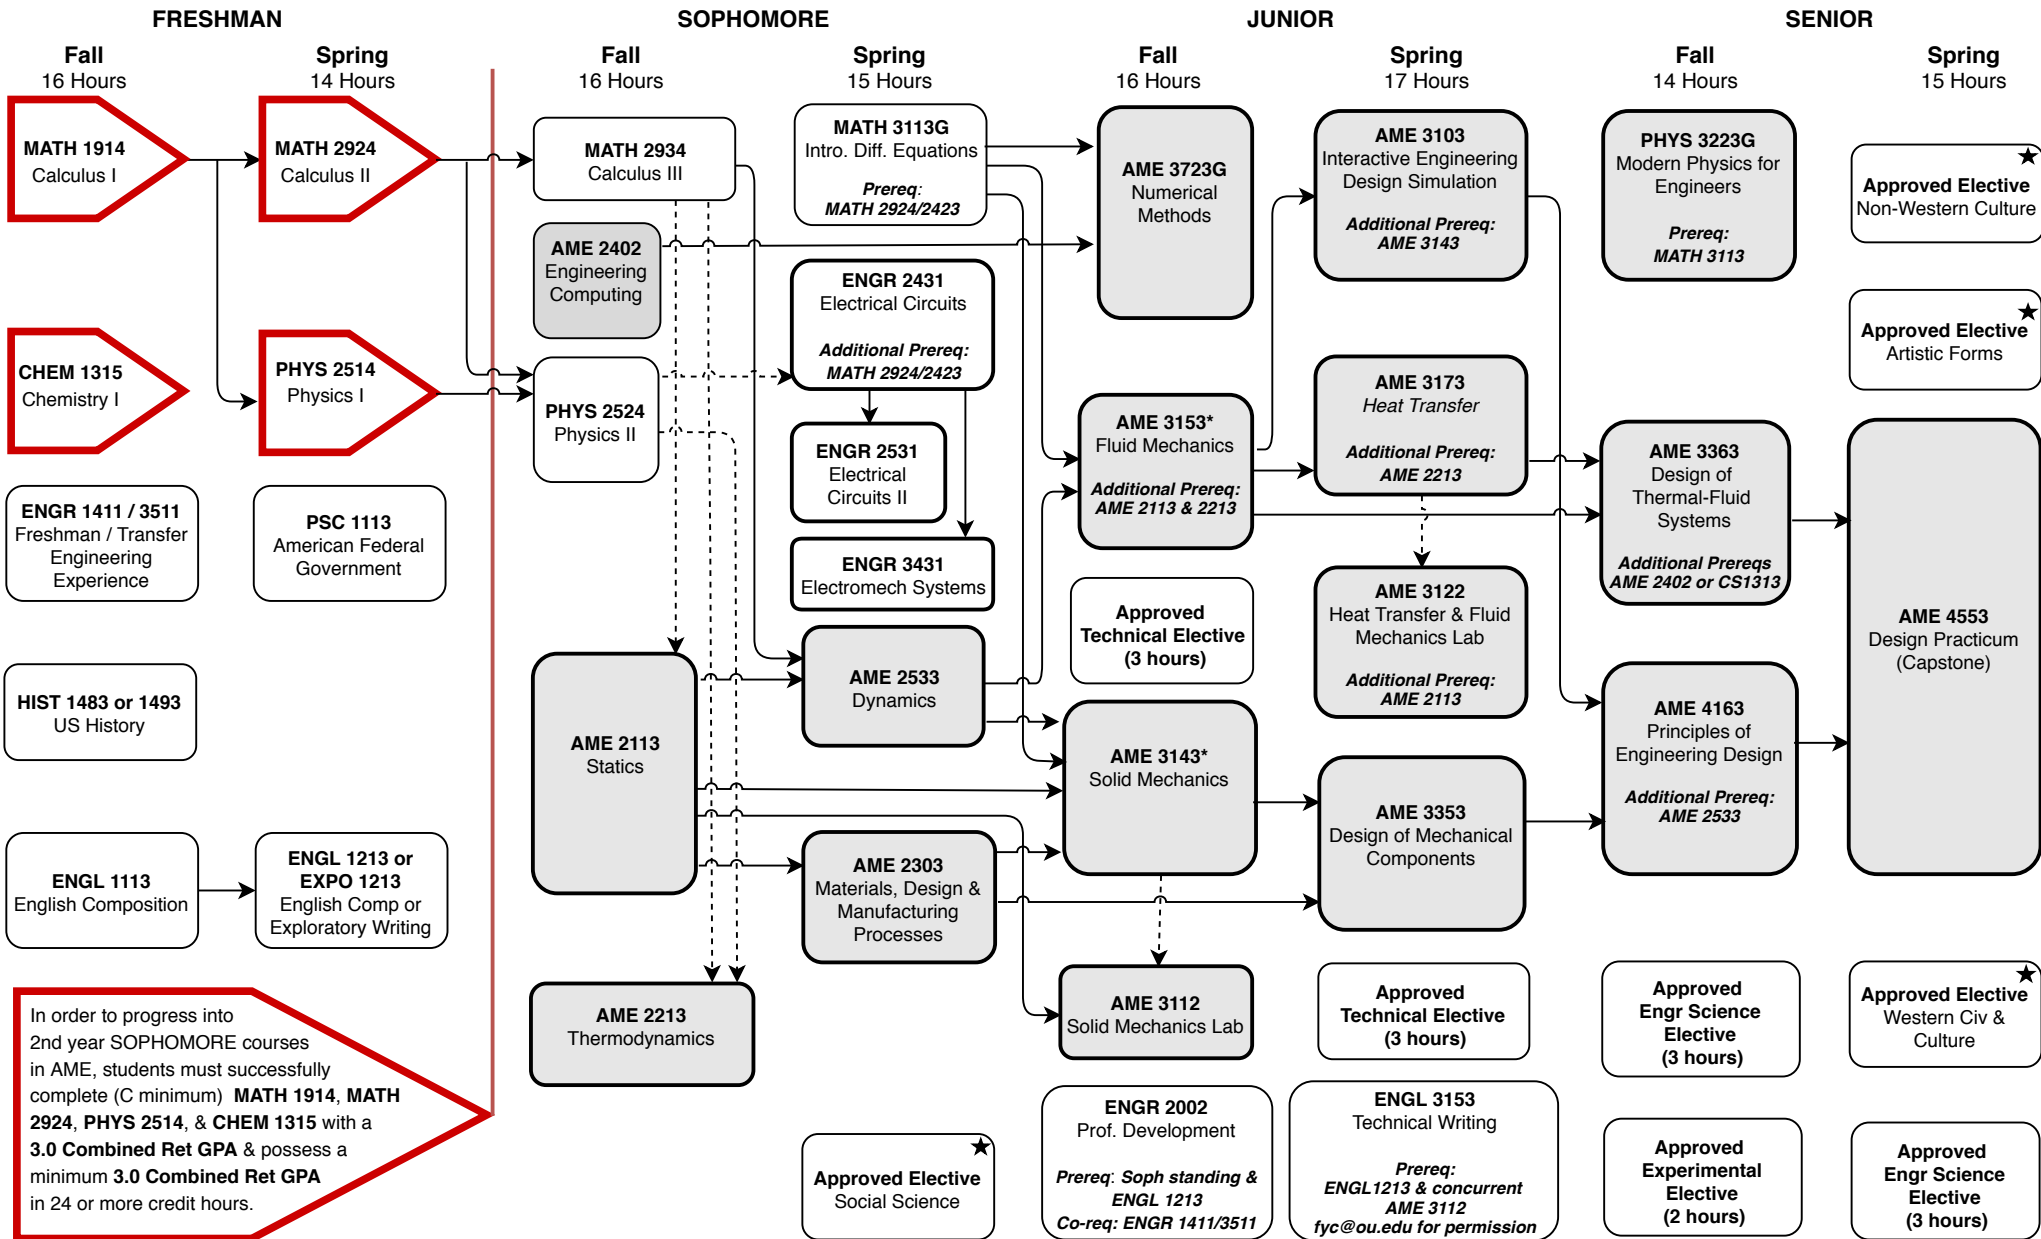 FRESHMAN
SOPHOMORE
JUNIOR
SENIOR
Fall
16 Hours
Spring
14 Hours
Fall
16 Hours
Spring
15 Hours
Fall
16 Hours
Spring
17 Hours
Fall
14 Hours
Spring
15 Hours
MATH 1914
Calculus I
CHEM 1315
Chemistry I
ENGR 1411 / 3511
Freshman / Transfer
Engineering
Experience
HIST 1483 or 1493
US History
ENGL 1113
English Composition
In order to progress into
2nd year SOPHOMORE courses
in AME, students must successfully
complete (C minimum) MATH 1914, MATH
2924, PHYS 2514, & CHEM 1315 with a
3.0 Combined Ret GPA & possess a
minimum 3.0 Combined Ret GPA
in 24 or more credit hours.
MATH 2924
Calculus II
PHYS 2514
Physics I
PSC 1113
American Federal
Government
ENGL 1213 or
EXPO 1213
English Comp or
Exploratory Writing
MATH 2934
Calculus III
AME 2402
Engineering
Computing
PHYS 2524
Physics II
AME 2113
Statics
AME 2213
Thermodynamics
MATH 3113G
Intro. Diff. Equations
Prereq:
MATH 2924/2423
ENGR 2431
Electrical Circuits
Additional Prereq:
MATH 2924/2423
ENGR 2531
Electrical
Circuits II
ENGR 3431
Electromech Systems
AME 2533
Dynamics
AME 2303
Materials, Design &
Manufacturing
Processes
Approved Elective
Social Science
AME 3723G
Numerical
Methods
AME 3153*
Fluid Mechanics
Additional Prereq:
AME 2113 & 2213
Approved
Technical Elective
(3 hours)
AME 3143*
Solid Mechanics
AME 3112
Solid Mechanics Lab
ENGR 2002
Prof. Development
Prereq: Soph standing &
ENGL 1213
Co-req: ENGR 1411/3511
AME 3103
Interactive Engineering
Design Simulation
Additional Prereq:
AME 3143
AME 3173
Heat Transfer
Additional Prereq:
AME 2213
AME 3122
Heat Transfer & Fluid
Mechanics Lab
Additional Prereq:
AME 2113
AME 3353
Design of Mechanical
Components
Approved
Technical Elective
(3 hours)
ENGL 3153
Technical Writing
Prereq:
ENGL1213 & concurrent
AME 3112
fyc@ou.edu for permission
PHYS 3223G
Modern Physics for
Engineers
Prereq:
MATH 3113
AME 3363
Design of
Thermal-Fluid
Systems
Additional Prereqs
AME 2402 or CS1313
AME 4163
Principles of
Engineering Design
Additional Prereq:
AME 2533
Approved
Engr Science
Elective
(3 hours)
Approved
Experimental
Elective
(2 hours)
Approved Elective
Non-Western Culture
Approved Elective
Artistic Forms
AME 4553
Design Practicum
(Capstone)
Approved Elective
Western Civ &
Culture
Approved
Engr Science
Elective
(3 hours)